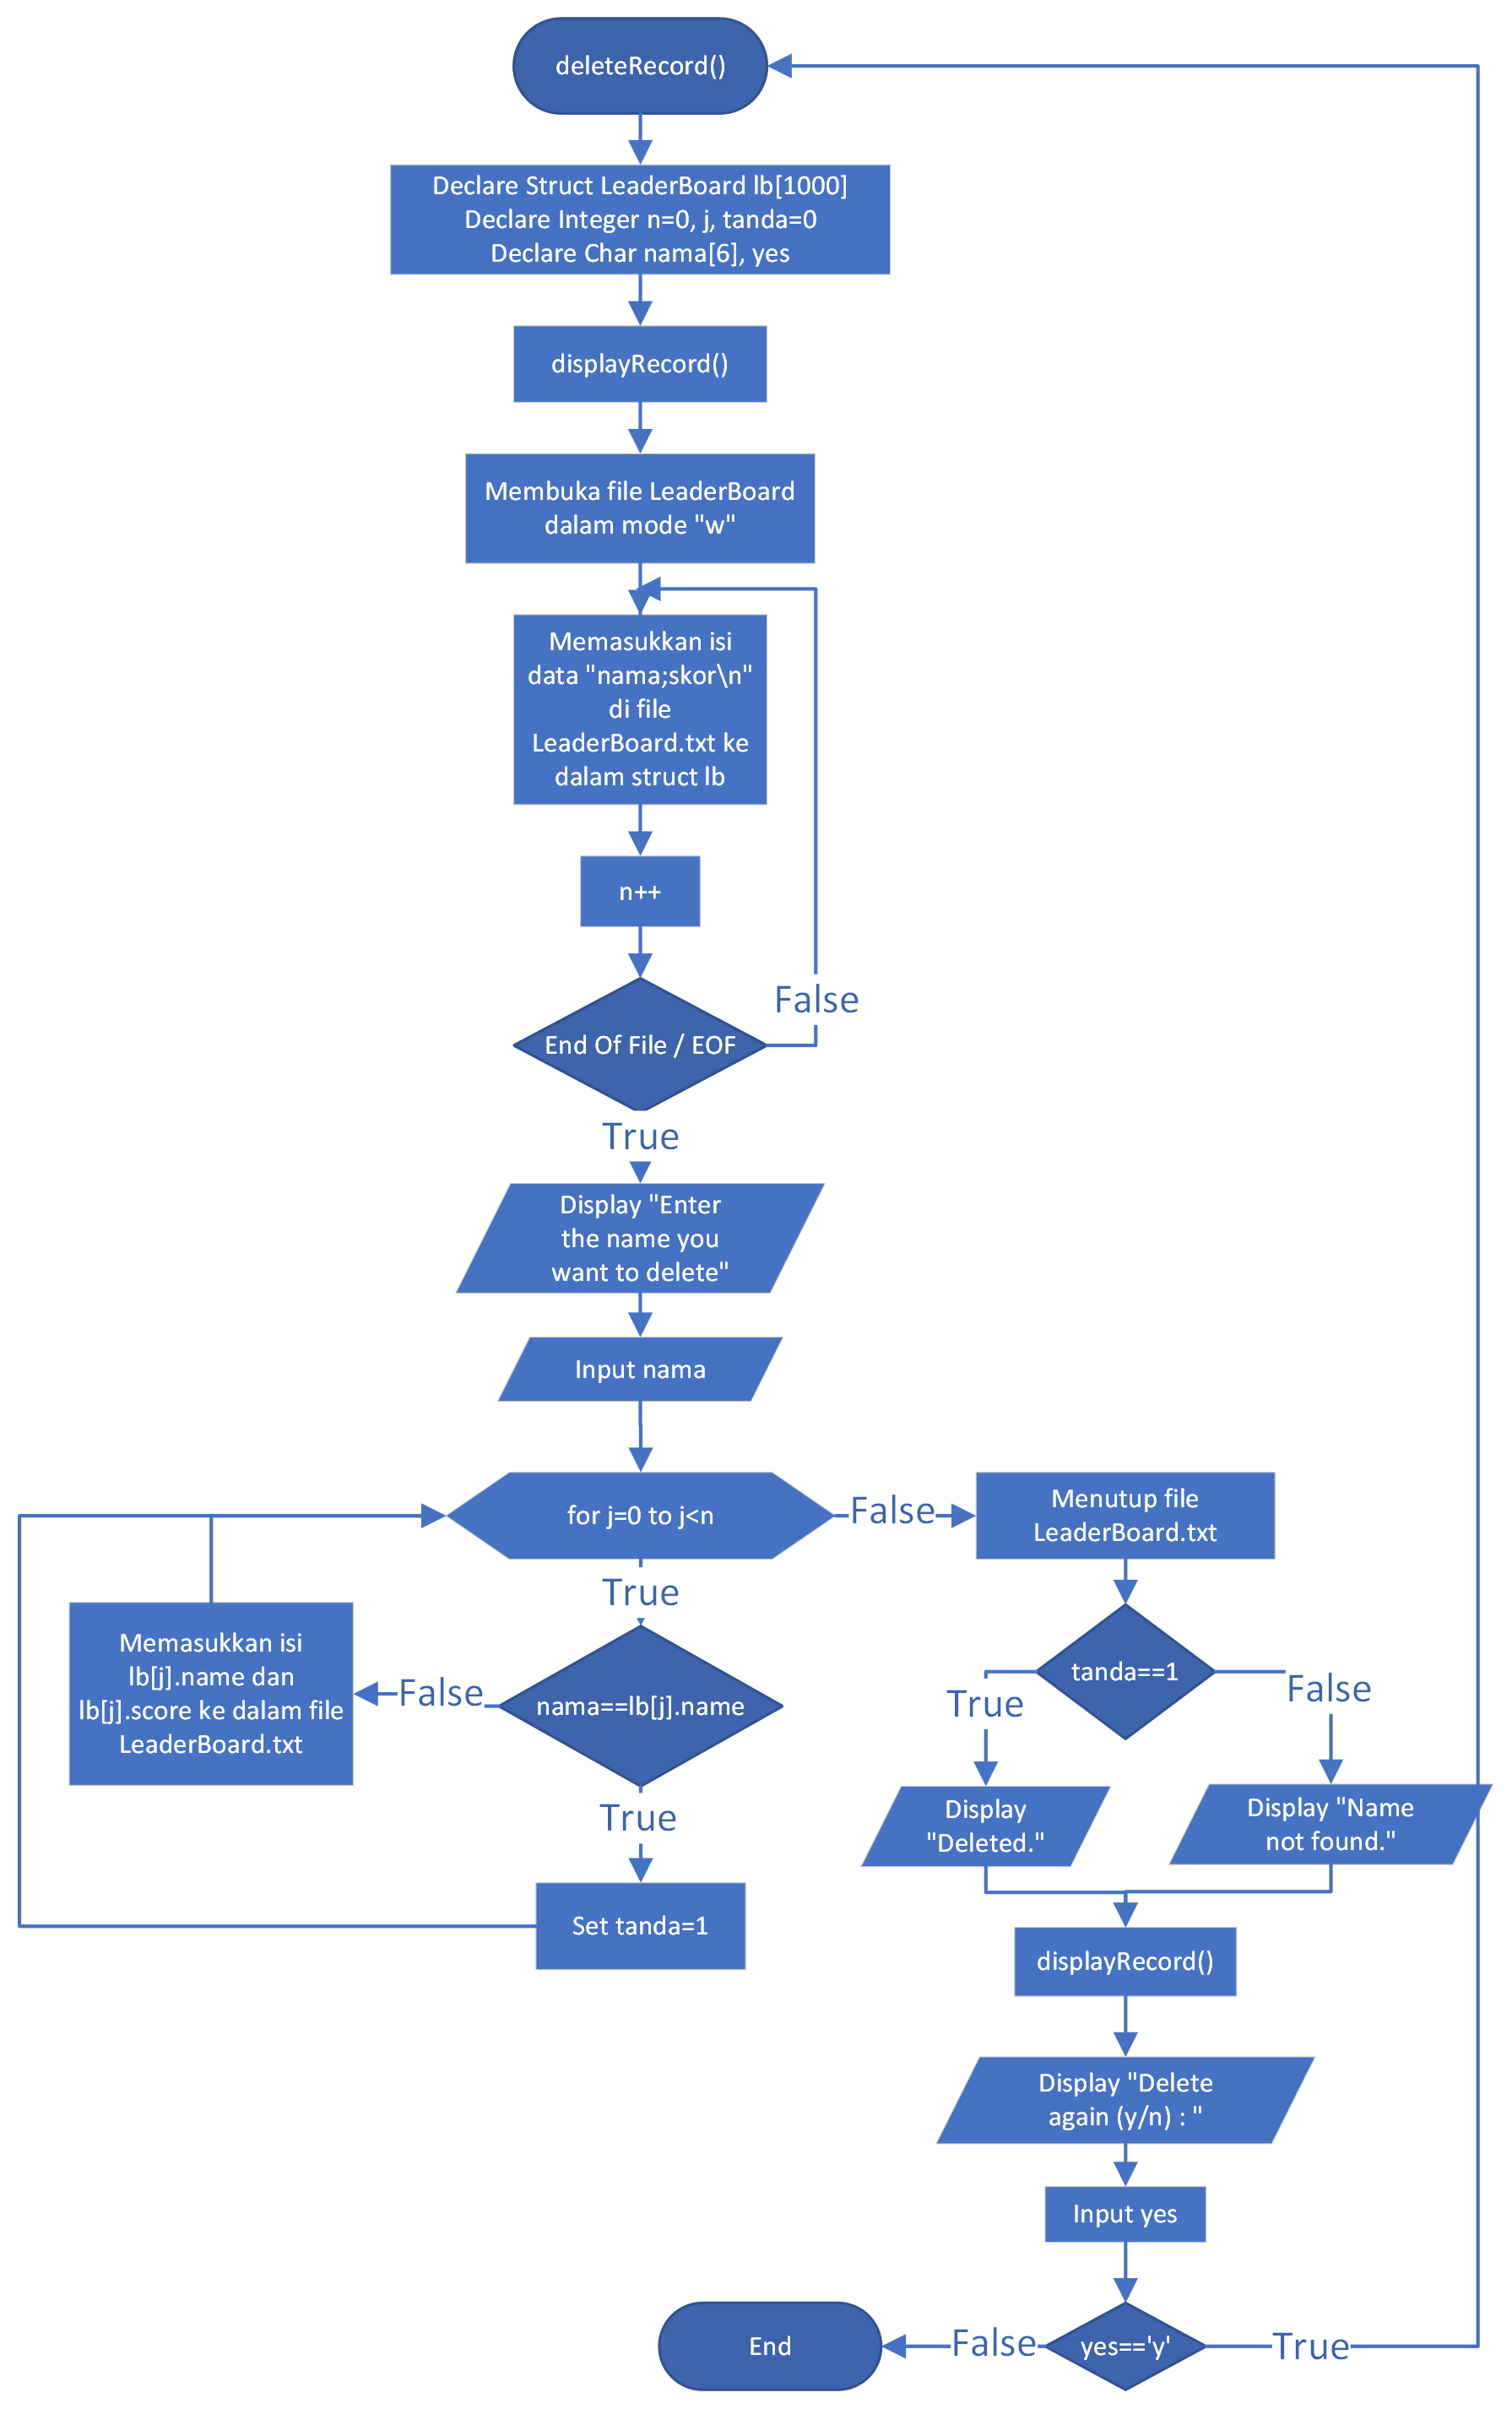 deleteRecord()
Declare Struct LeaderBoard lb[1000]
Declare Integer n=0, j, tanda=0
Declare Char nama[6], yes
displayRecord()
Membuka file LeaderBoard
dalam mode "w"
Memasukkan isi
data "nama;skor\n"
di file
LeaderBoard.txt ke
dalam struct lb
n++
End Of File / EOF
False
True
Display "Enter
the name you
want to delete"
Input nama
for j=0 to j<n
False
Menutup file
LeaderBoard.txt
True
nama==lb[j].name
False
Memasukkan isi
lb[j].name dan
lb[j].score ke dalam file
LeaderBoard.txt
True
Set tanda=1
tanda==1
True
False
Display
"Deleted."
Display "Name
not found."
displayRecord()
Display "Delete
again (y/n) : "
Input yes
yes=='y'
False
True
End